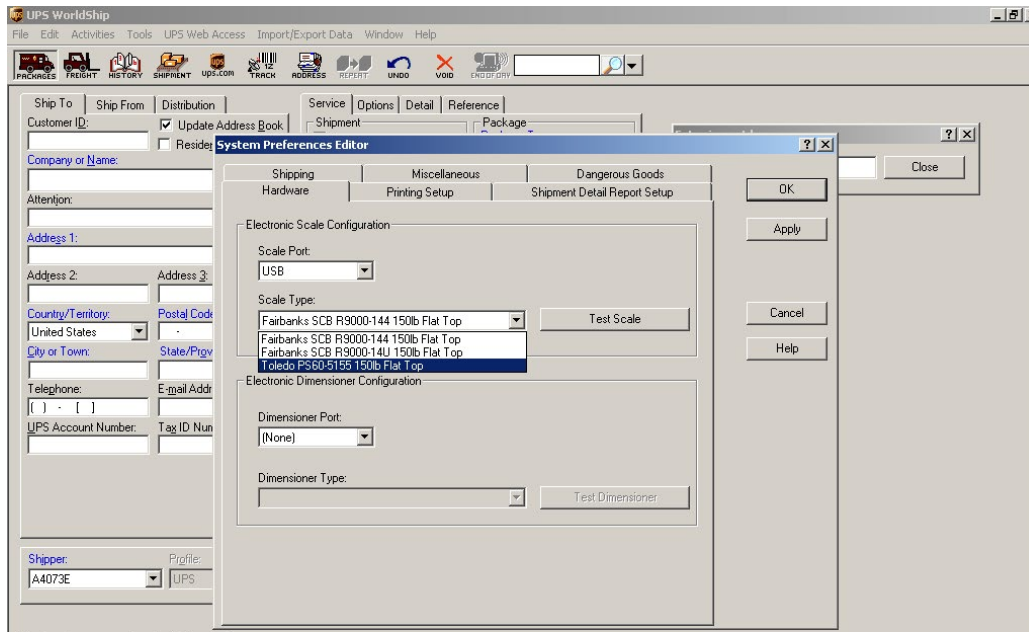 UPS WorldShip
File Edit Activities Tools UPS Web Access Import/Export Data Window Help
PACKAGES FREIGHT HISTORY SHIPMENT ups.com TRACK ADDRESS REPEAT UNDO VOID END OF DAY
Ship To Ship From Distribution Service Options Detail Reference
Customer ID: Update Address Book Shipment Package
System Preferences Editor
Company or Name:
Close
Shipping Miscellaneous Dangerous Goods
Hardware Printing Setup Shipment Detail Report Setup
OK
Attention:
Electronic Scale Configuration
Apply
Address 1:
Scale Port:
USB
Address 2: Address 3:
Scale Type:
Country/Territory: Postal Code
Fairbanks SCB R9000-144 150lb Flat Top Test Scale
Cancel
United States
Fairbanks SCB R9000-144 150lb Flat Top
Fairbanks SCB R9000-14U 150lb Flat Top
Toledo PS60-5155 150lb Flat Top
Help
City or Town: State/Prov
Electronic Dimensioner Configuration
Telephone: E-mail Addr
( ) - [ ]
Dimensioner Port:
(None)
UPS Account Number: Tax ID Num
Dimensioner Type:
Test Dimensioner
Shipper: Profile:
A4073E UPS